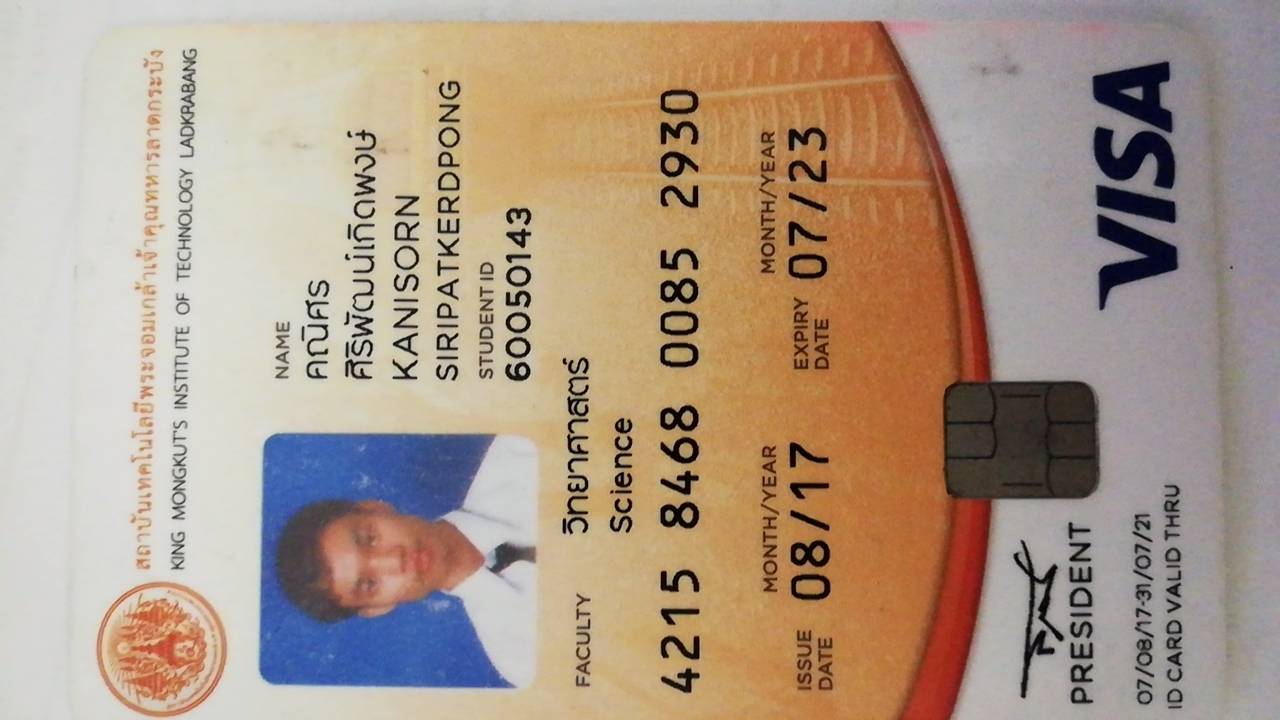 สถาบันเทคโนโลยีพระจอมเกล้าเจ้าคุณทหารลาดกระบัง
KING MONGKUT'S INSTITUTE OF TECHNOLOGY LADKRABANG
NAME
คณิศร
ศิริพัฒน์เกิดพงษ์
KANISORN
SIRIPATKERDPONG
STUDENT ID
60050143
FACULTY วิทยาศาสตร์
Science
4215 8468 0085 2930
MONTH/YEAR MONTH/YEAR
ISSUE DATE 08/17 EXPIRY DATE 07/23
PRESIDENT
07/08/17-31/07/21
ID CARD VALID THRU
VISA